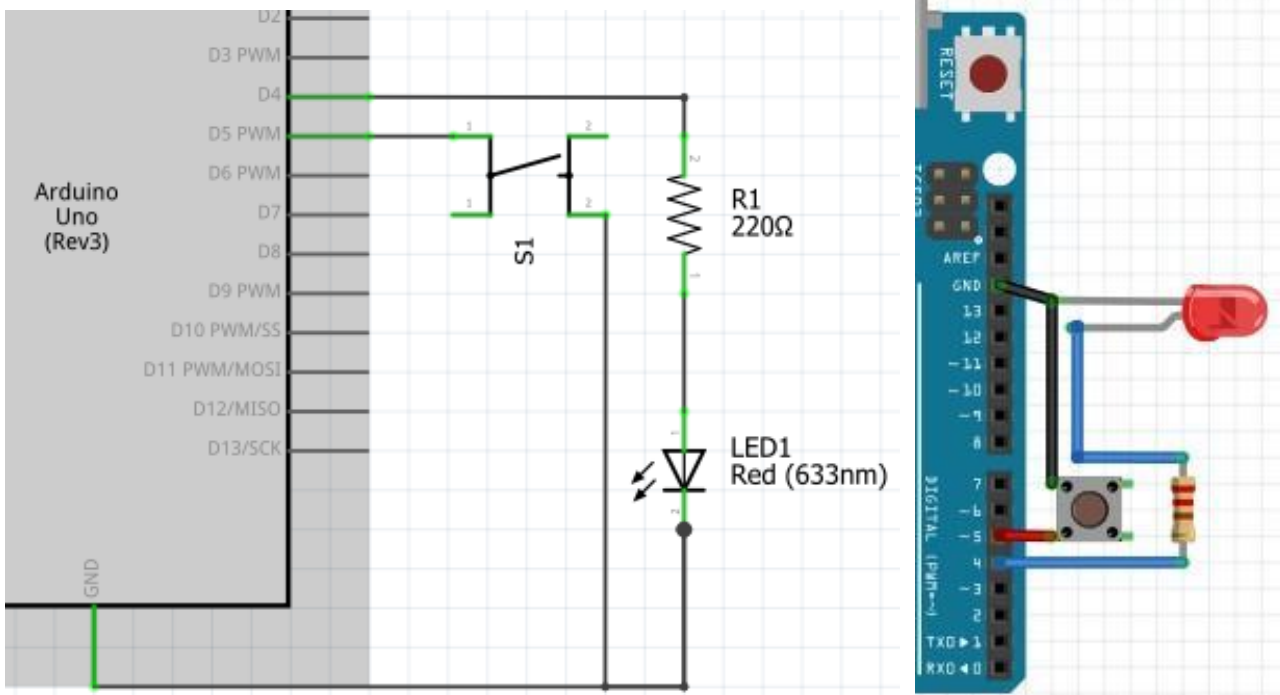 D2
D3 PWM
D4
D5 PWM
D6 PWM
D7
D8
D9 PWM
D10 PWM/SS
D11 PWM/MOSI
D12/MISO
D13/SCK
Arduino
Uno
(Rev3)
GND
1
2
1
2
S1
2
R1
220Ω
1
1
LED1
Red (633nm)
2
RESET
AREF
GND
13
12
~11
~10
~9
8
7
~6
~5
4
~3
2
TX0▶1
RX0◀0
DIGITAL (PWM=~)